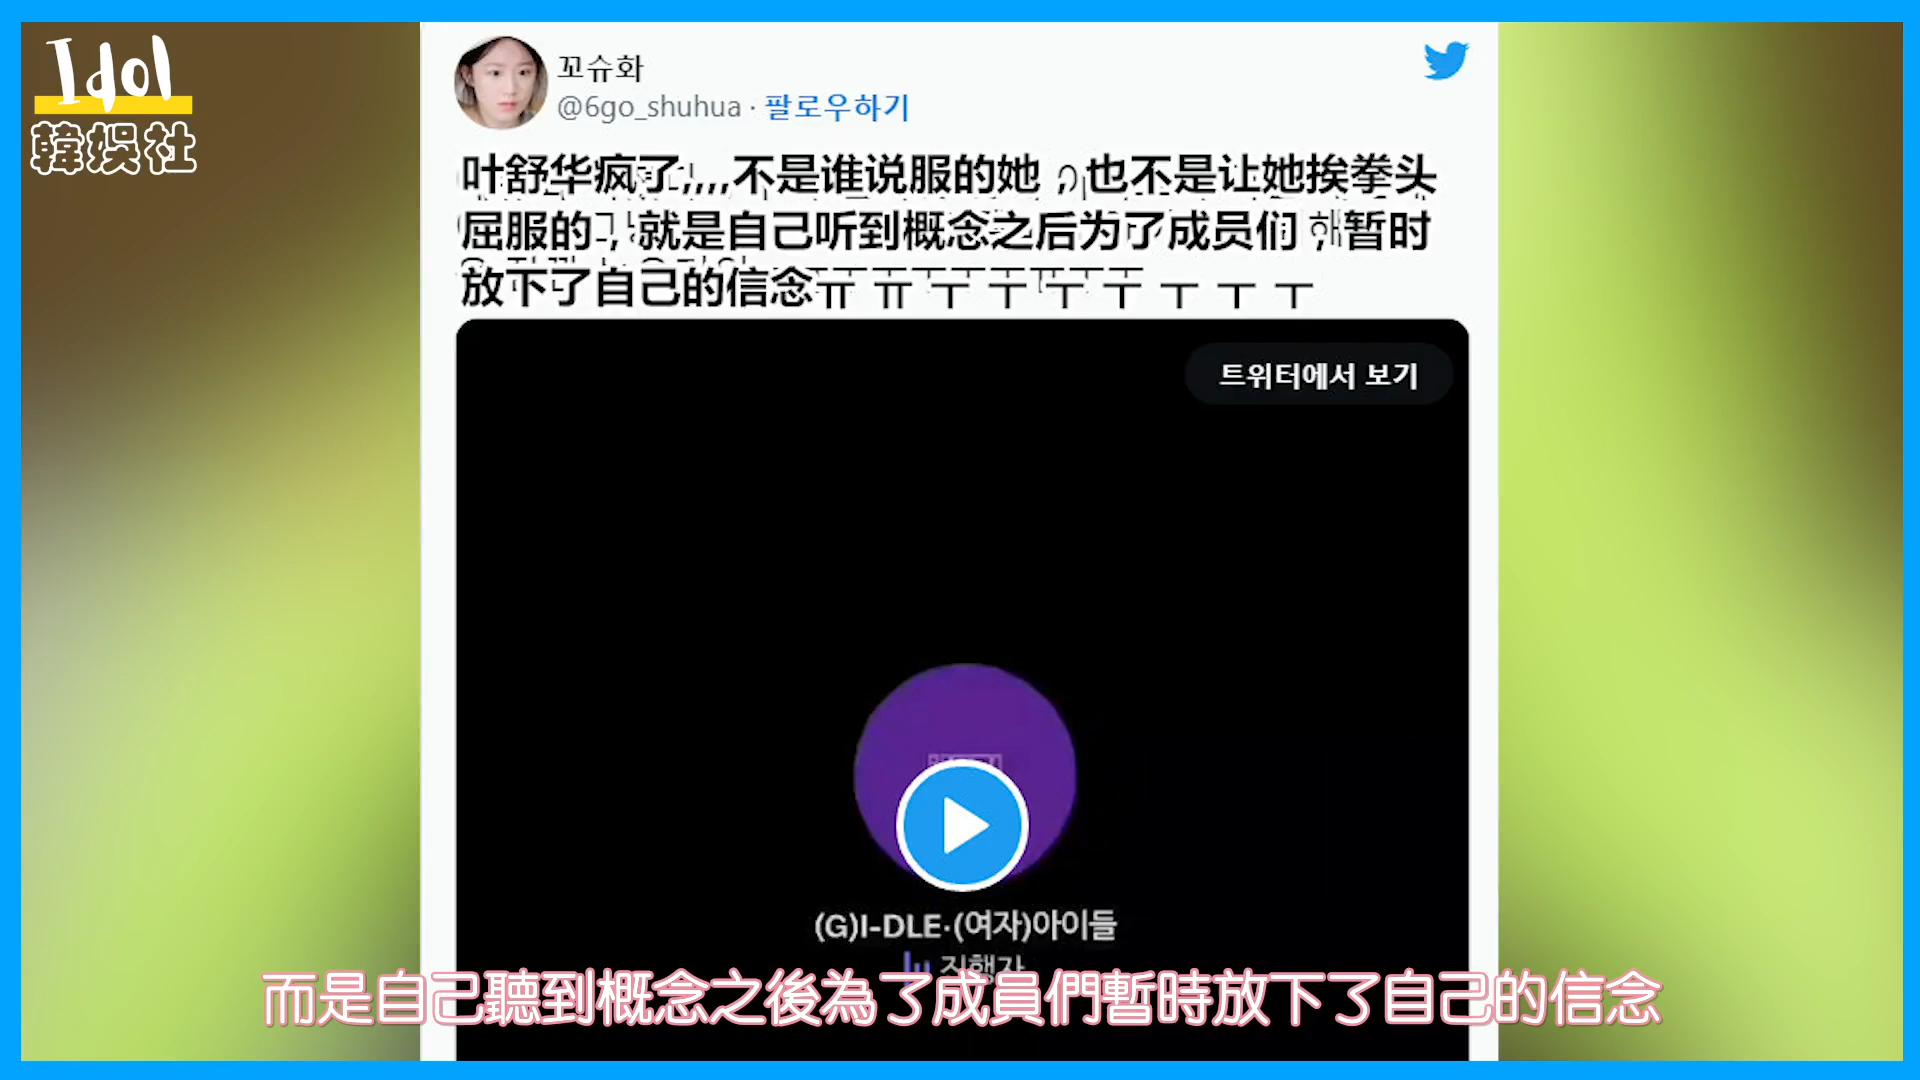 Idol
韓娛社
꼬슈화
@6go_shuhua · 팔로우하기
叶舒华疯了,,,,不是谁说服的她，也不是让她挨拳头
屈服的，就是自己听到概念之后为了成员们，暂时
放下了自己的信念ㅠㅠㅜㅜㅜㅜㅜㅜㅜ
트위터에서 보기
(G)I-DLE·(여자)아이들
진행자
而是自己聽到概念之後為了成員們暫時放下了自己的信念